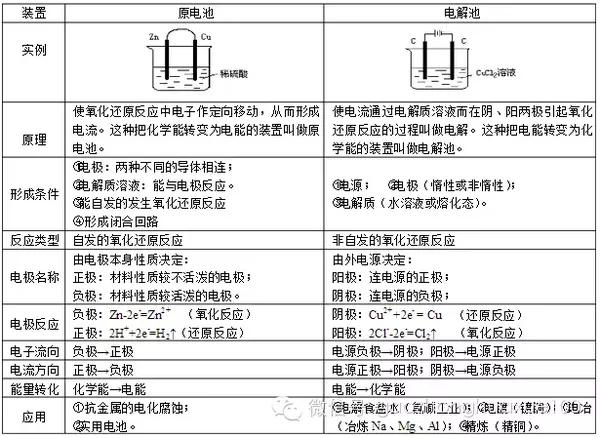 装置 原电池 电解池
实例
Zn Cu
稀硫酸
C C
CuCl₂溶液
原理
使氧化还原反应中电子作定向移动，从而形成
电流。这种把化学能转变为电能的装置叫做原
电池。
使电流通过电解质溶液而在阴、阳两极引起氧化
还原反应的过程叫做电解。这种把电能转变为化
学能的装置叫做电解池。
形成条件
①电极：两种不同的导体相连；
②电解质溶液：能与电极反应。
③能自发的发生氧化还原反应
④形成闭合回路
①电源； ②电极（惰性或非惰性）；
③电解质（水溶液或熔化态）。
反应类型 自发的氧化还原反应 非自发的氧化还原反应
电极名称
由电极本身性质决定：
正极：材料性质较不活泼的电极；
负极：材料性质较活泼的电极。
由外电源决定：
阳极：连电源的正极；
阴极：连电源的负极；
电极反应
负极：Zn-2e⁻=Zn²⁺ （氧化反应）
正极：2H⁺+2e⁻=H₂↑（还原反应）
阴极：Cu²⁺+2e⁻ = Cu （还原反应）
阳极：2Cl⁻-2e⁻=Cl₂↑ （氧化反应）
电子流向 负极→正极 电源负极→阴极；阳极→电源正极
电流方向 正极→负极 电源正极→阳极；阴极→电源负极
能量转化 化学能→电能 电能→化学能
应用
①抗金属的电化腐蚀；
②实用电池。
①电解食盐水（氯碱工业）；②电镀（镀铜）；③电冶
（冶炼Na、Mg、Al）；④精炼（精铜）。